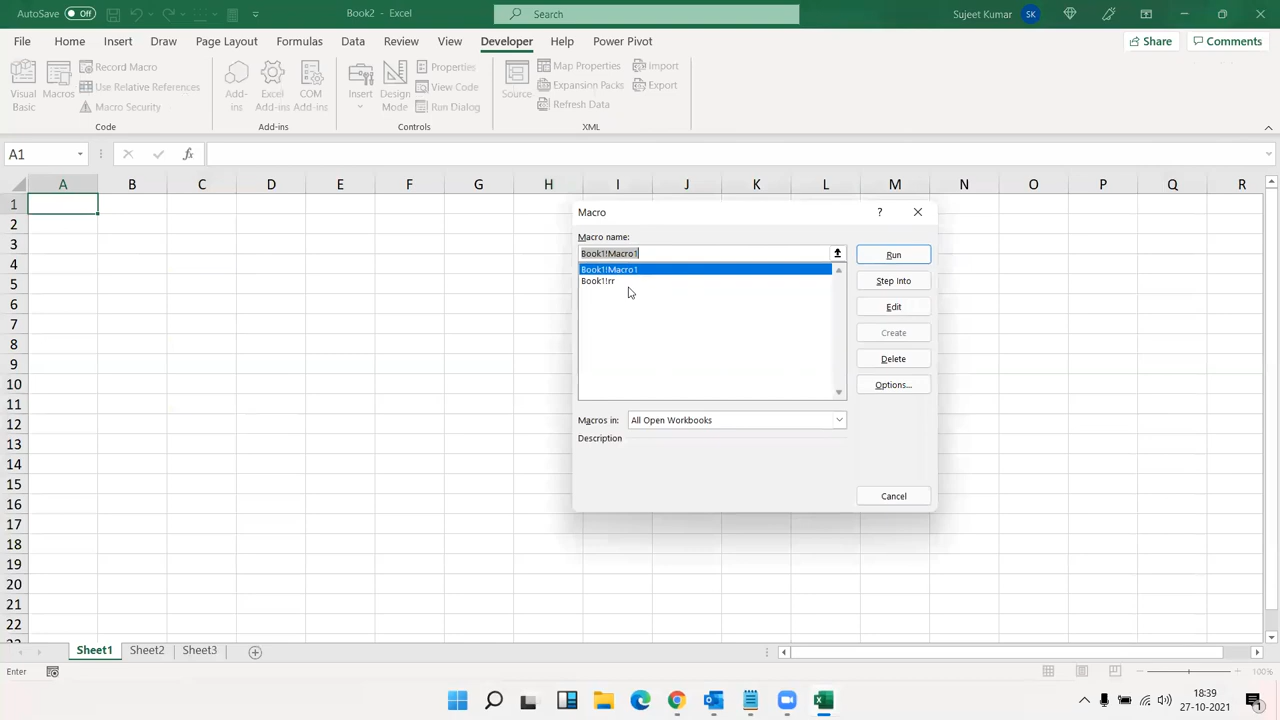 AutoSave Off Book2 - Excel Search Sujeet Kumar SK
File Home Insert Draw Page Layout Formulas Data Review View Developer Help Power Pivot Share Comments
Visual Basic Macros Record Macro Use Relative References Macro Security
Add-ins Excel Add-ins COM Add-ins
Insert Design Mode Properties View Code Run Dialog
Source Map Properties Expansion Packs Refresh Data Import Export
Code Add-ins Controls XML
A1 fx
A B C D E F G H I J K L M N O P Q R
1
2
3
4
5
6
7
8
9
10
11
12
13
14
15
16
17
18
19
20
21
22
Macro ?
Macro name:
Book1!Macro1
Book1!Macro1
Book1!rr
Run
Step Into
Edit
Create
Delete
Options...
Macros in: All Open Workbooks
Description
Cancel
Sheet1 Sheet2 Sheet3
Enter 100%
18:39
27-10-2021
1